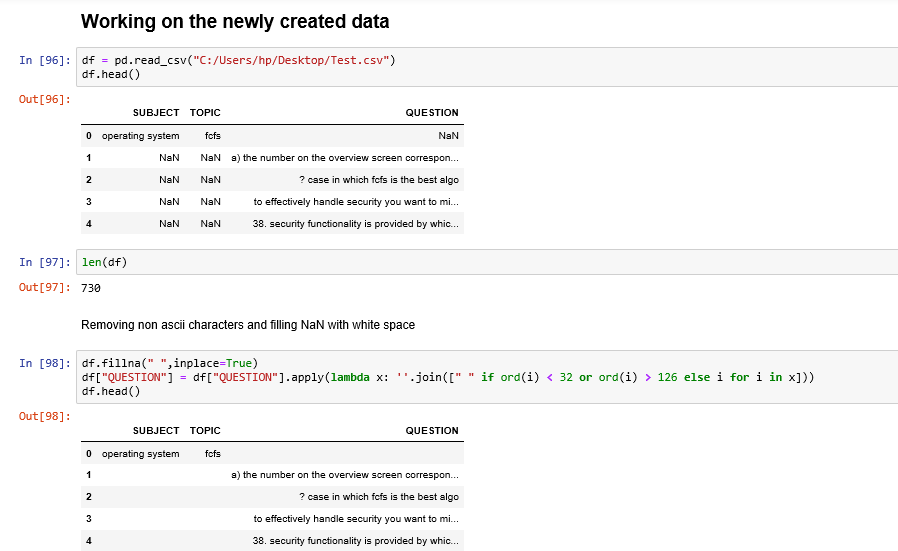 Working on the newly created data
In [96]: df = pd.read_csv("C:/Users/hp/Desktop/Test.csv")
df.head()
Out[96]:
SUBJECT TOPIC QUESTION
0 operating system fcfs NaN
1 NaN NaN a) the number on the overview screen correspon...
2 NaN NaN ? case in which fcfs is the best algo
3 NaN NaN to effectively handle security you want to mi...
4 NaN NaN 38. security functionality is provided by whic...
In [97]: len(df)
Out[97]: 730
Removing non ascii characters and filling NaN with white space
In [98]: df.fillna(" ",inplace=True)
df["QUESTION"] = df["QUESTION"].apply(lambda x: ''.join([" " if ord(i) < 32 or ord(i) > 126 else i for i in x]))
df.head()
Out[98]:
SUBJECT TOPIC QUESTION
0 operating system fcfs
1 a) the number on the overview screen correspon...
2 ? case in which fcfs is the best algo
3 to effectively handle security you want to mi...
4 38. security functionality is provided by whic...